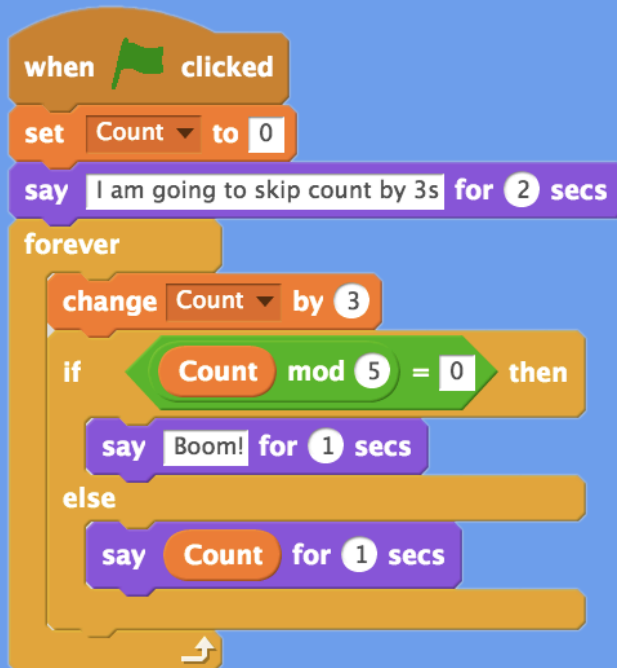 when clicked
set Count to 0
say I am going to skip count by 3s for 2 secs
forever
change Count by 3
if Count mod 5 = 0 then
say Boom! for 1 secs
else
say Count for 1 secs